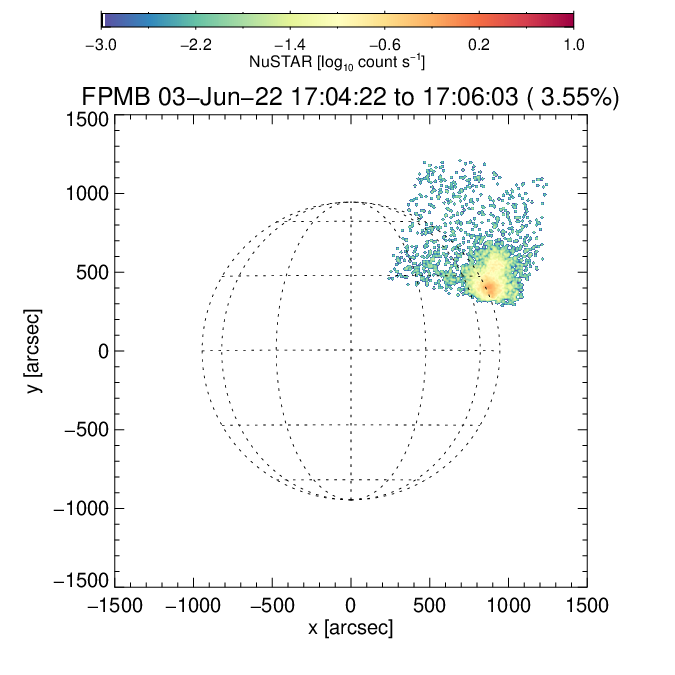 −3.0 −2.2 −1.4 −0.6 0.2 1.0
NuSTAR [log₁₀ count s⁻¹]
FPMB 03−Jun−22 17:04:22 to 17:06:03 ( 3.55%)
1500
1000
500
0
−500
−1000
−1500
y [arcsec]
−1500 −1000 −500 0 500 1000 1500
x [arcsec]